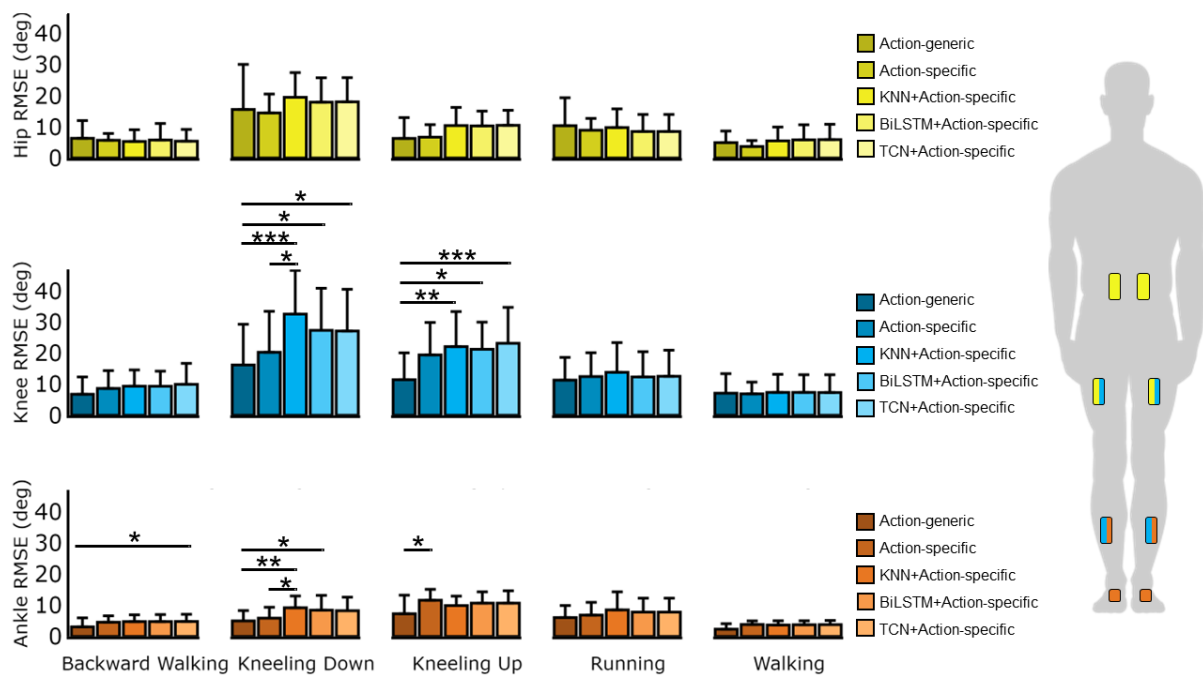 Hip RMSE (deg)
40
30
20
10
0
Action-generic
Action-specific
KNN+Action-specific
BiLSTM+Action-specific
TCN+Action-specific
Knee RMSE (deg)
40
30
20
10
0
*
*
***
*
***
*
**
Action-generic
Action-specific
KNN+Action-specific
BiLSTM+Action-specific
TCN+Action-specific
Ankle RMSE (deg)
40
30
20
10
0
*
*
**
*
*
Action-generic
Action-specific
KNN+Action-specific
BiLSTM+Action-specific
TCN+Action-specific
Backward Walking Kneeling Down Kneeling Up Running Walking